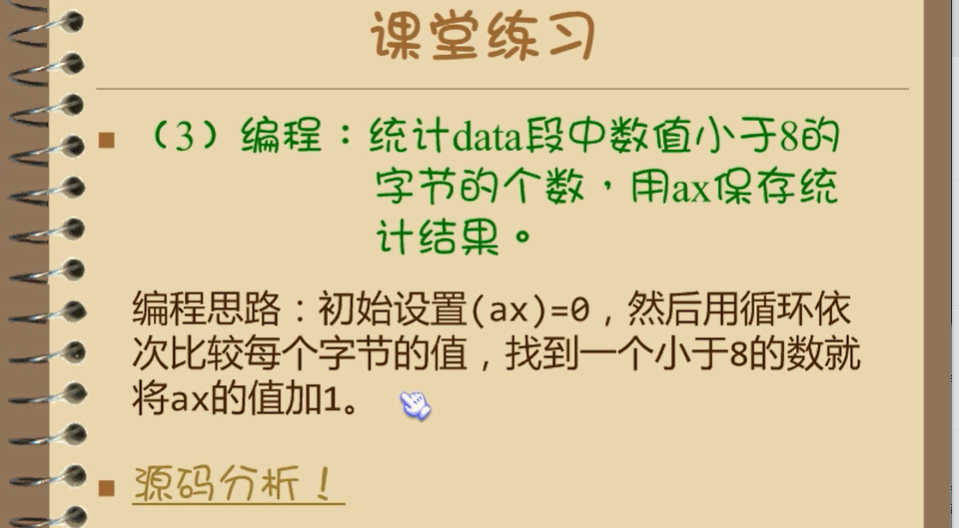 课堂练习
（3）编程：统计data段中数值小于8的
字节的个数，用ax保存统
计结果。
编程思路：初始设置(ax)=0，然后用循环依
次比较每个字节的值，找到一个小于8的数就
将ax的值加1。
源码分析！